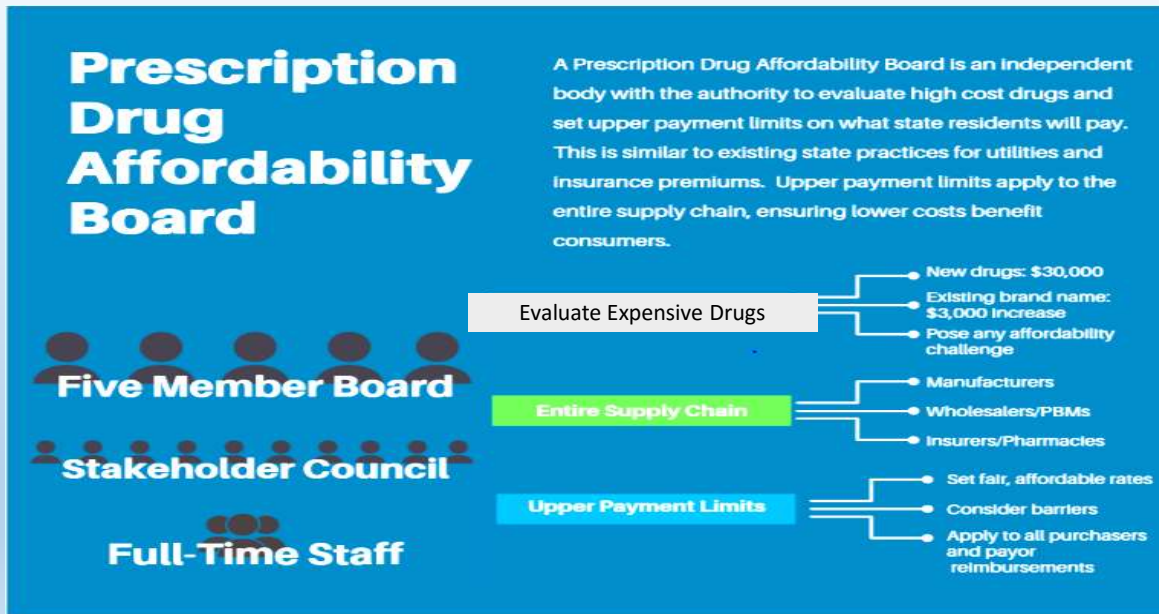 Prescription
Drug
Affordability
Board
A Prescription Drug Affordability Board is an independent
body with the authority to evaluate high cost drugs and
set upper payment limits on what state residents will pay.
This is similar to existing state practices for utilities and
insurance premiums. Upper payment limits apply to the
entire supply chain, ensuring lower costs benefit
consumers.
Five Member Board
Stakeholder Council
Full-Time Staff
Evaluate Expensive Drugs
New drugs: $30,000
Existing brand name:
$3,000 increase
Pose any affordability
challenge
Entire Supply Chain
Manufacturers
Wholesalers/PBMs
Insurers/Pharmacies
Upper Payment Limits
Set fair, affordable rates
Consider barriers
Apply to all purchasers
and payor
reimbursements